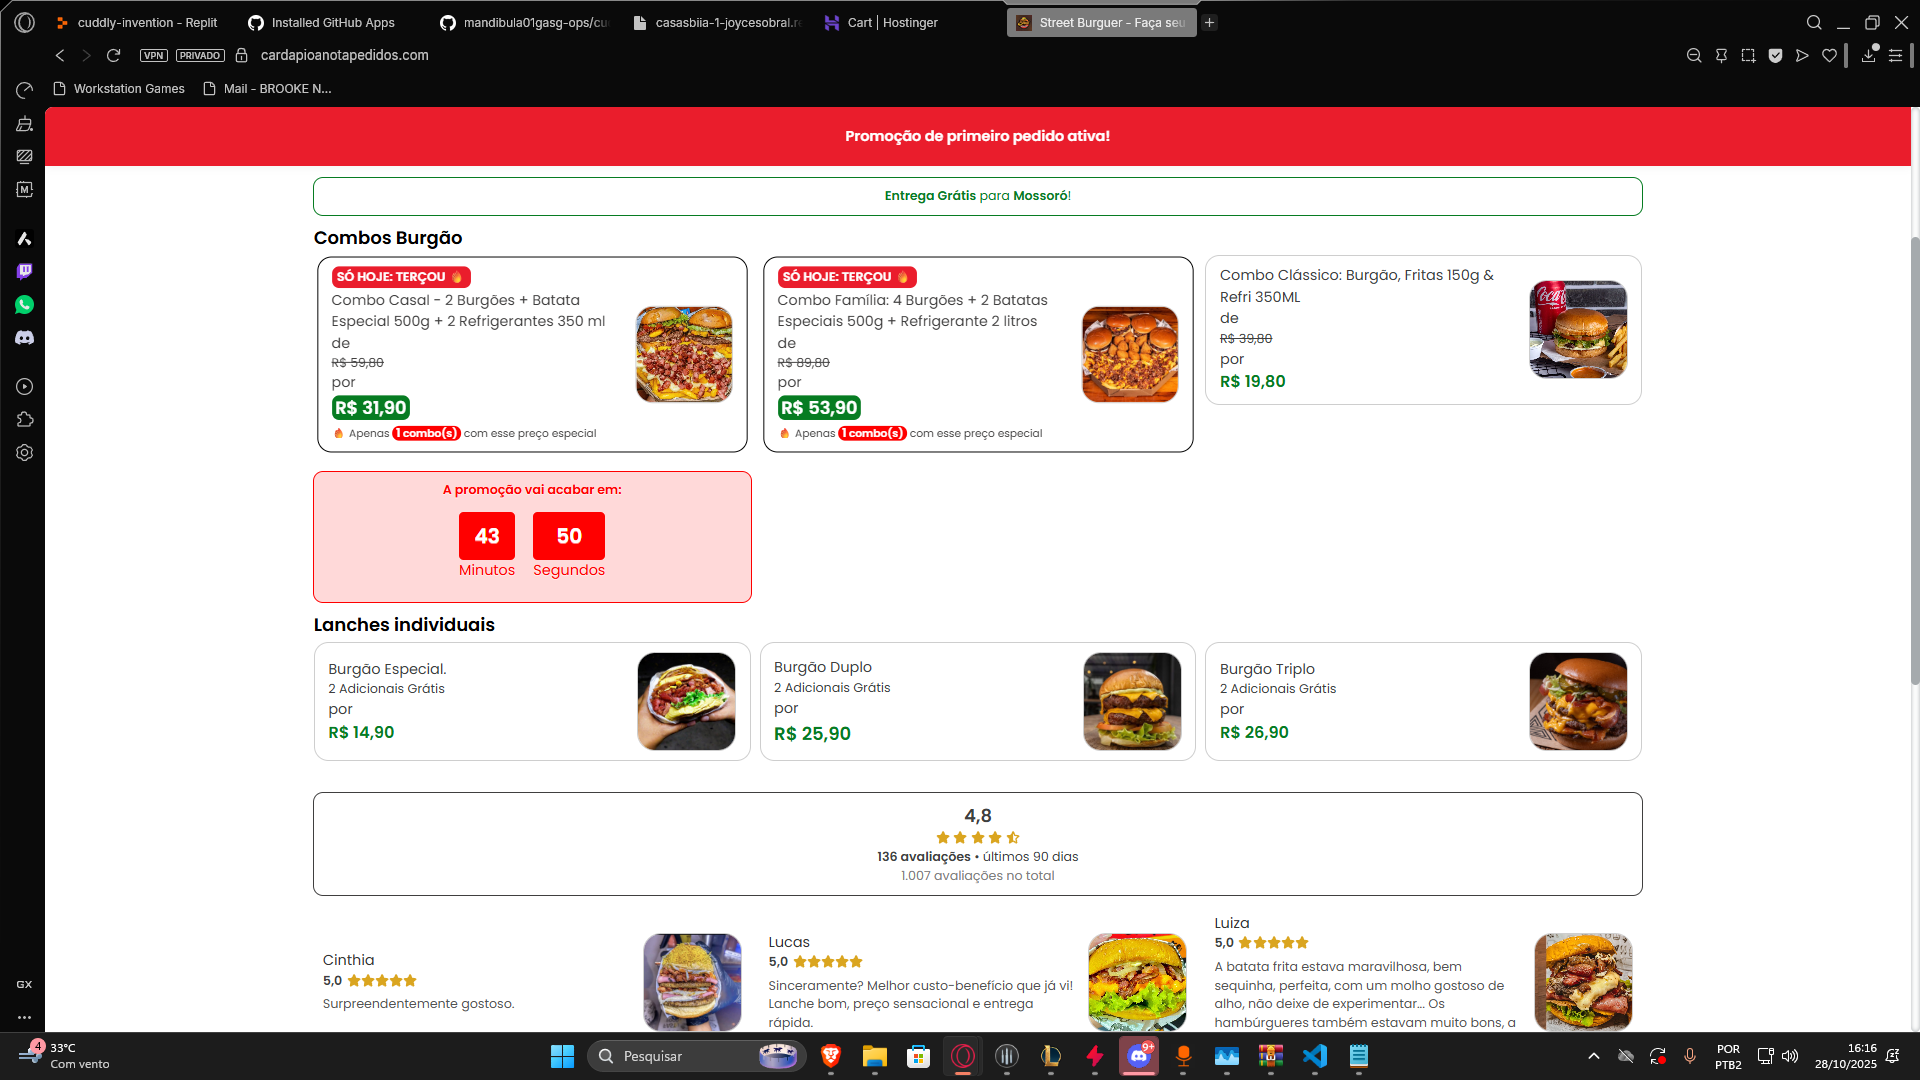 cuddly-invention - Replit
Installed GitHub Apps
mandibula01gasg-ops/cu
casasbiia-1-joycesobral.re
Cart | Hostinger
Street Burguer - Faça seu
VPN
PRIVADO
cardapioanotapedidos.com
Workstation Games
Mail - BROOKE N...
Promoção de primeiro pedido ativa!
Entrega Grátis para Mossoró!
Combos Burgão
SÓ HOJE: TERÇOU 🔥
Combo Casal - 2 Burgões + Batata
Especial 500g + 2 Refrigerantes 350 ml
de
R$ 59,80
por
R$ 31,90
🔥 Apenas 1 combo(s) com esse preço especial
SÓ HOJE: TERÇOU 🔥
Combo Família: 4 Burgões + 2 Batatas
Especiais 500g + Refrigerante 2 litros
de
R$ 89,80
por
R$ 53,90
🔥 Apenas 1 combo(s) com esse preço especial
Combo Clássico: Burgão, Fritas 150g &
Refri 350ML
de
R$ 39,80
por
R$ 19,80
A promoção vai acabar em:
43
50
Minutos
Segundos
Lanches individuais
Burgão Especial.
2 Adicionais Grátis
por
R$ 14,90
Burgão Duplo
2 Adicionais Grátis
por
R$ 25,90
Burgão Triplo
2 Adicionais Grátis
por
R$ 26,90
4,8
136 avaliações • últimos 90 dias
1.007 avaliações no total
Cinthia
5,0
Surpreendentemente gostoso.
Lucas
5,0
Sinceramente? Melhor custo-benefício que já vi!
Lanche bom, preço sensacional e entrega
rápida.
Luiza
5,0
A batata frita estava maravilhosa, bem
sequinha, perfeita, com um molho gostoso de
alho, não deixe de experimentar... Os
hambúrgueres também estavam muito bons, a
GX
4
33°C
Com vento
Pesquisar
9+
POR
PTB2
16:16
28/10/2025